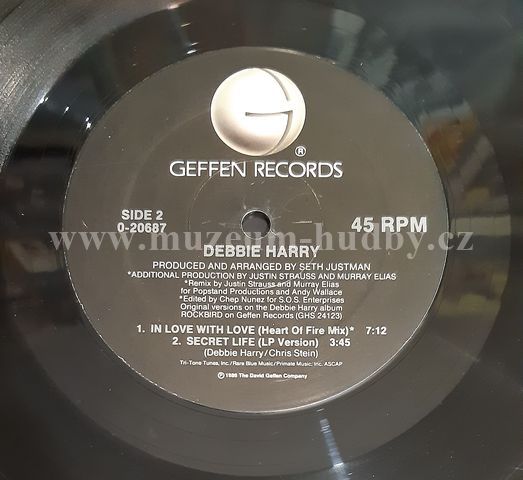 G
®
GEFFEN RECORDS
SIDE 2
0-20687
45 RPM
www.muzeum-hudby.cz
DEBBIE HARRY
PRODUCED AND ARRANGED BY SETH JUSTMAN
*ADDITIONAL PRODUCTION BY JUSTIN STRAUSS AND MURRAY ELIAS
*Remix by Justin Strauss and Murray Elias
for Popstand Productions and Andy Wallace
*Edited by Chep Nunez for S.O.S. Enterprises
Original versions on the Debbie Harry album
ROCKBIRD on Geffen Records (GHS 24123)
1. IN LOVE WITH LOVE (Heart Of Fire Mix)* 7:12
2. SECRET LIFE (LP Version) 3:45
(Debbie Harry/Chris Stein)
Tri-Tone Tunes, Inc./Rare Blue Music/Primate Music, Inc. ASCAP
℗ 1986 The David Geffen Company